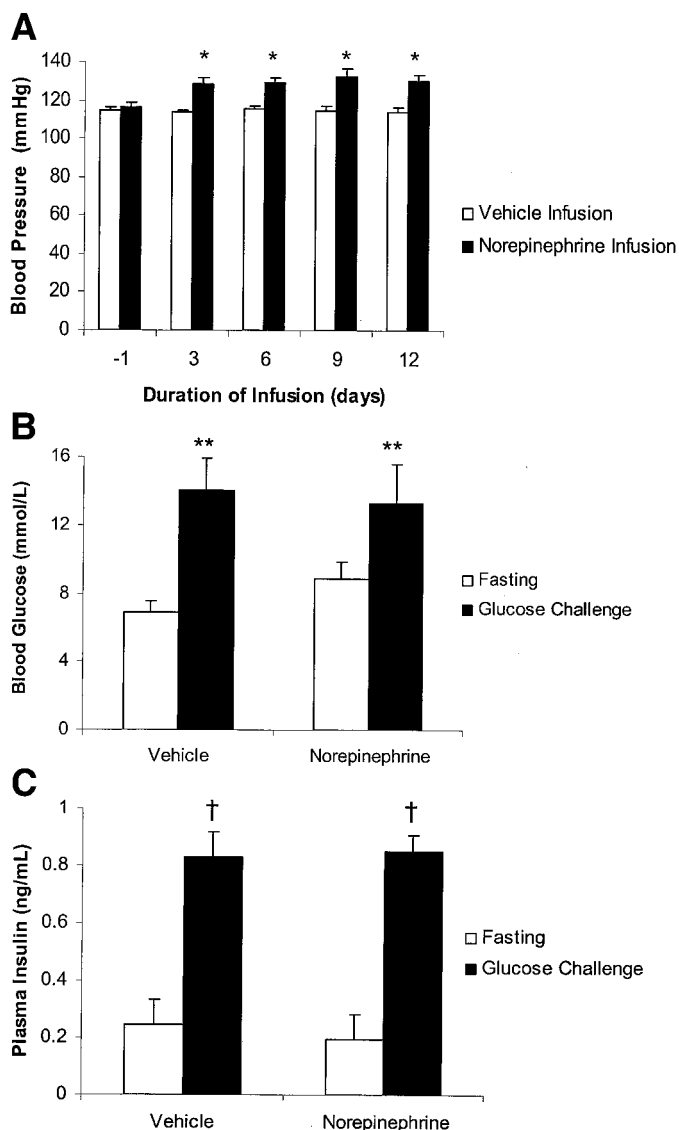 A
*
*
*
*
140
120
100
80
60
40
20
0
Blood Pressure (mmHg)
-1
3
6
9
12
Duration of Infusion (days)
Vehicle Infusion
Norepinephrine Infusion
B
**
**
16
12
8
4
0
Blood Glucose (mmol/L)
Vehicle
Norepinephrine
Fasting
Glucose Challenge
C
†
†
1
0.8
0.6
0.4
0.2
0
Plasma Insulin (ng/mL)
Vehicle
Norepinephrine
Fasting
Glucose Challenge